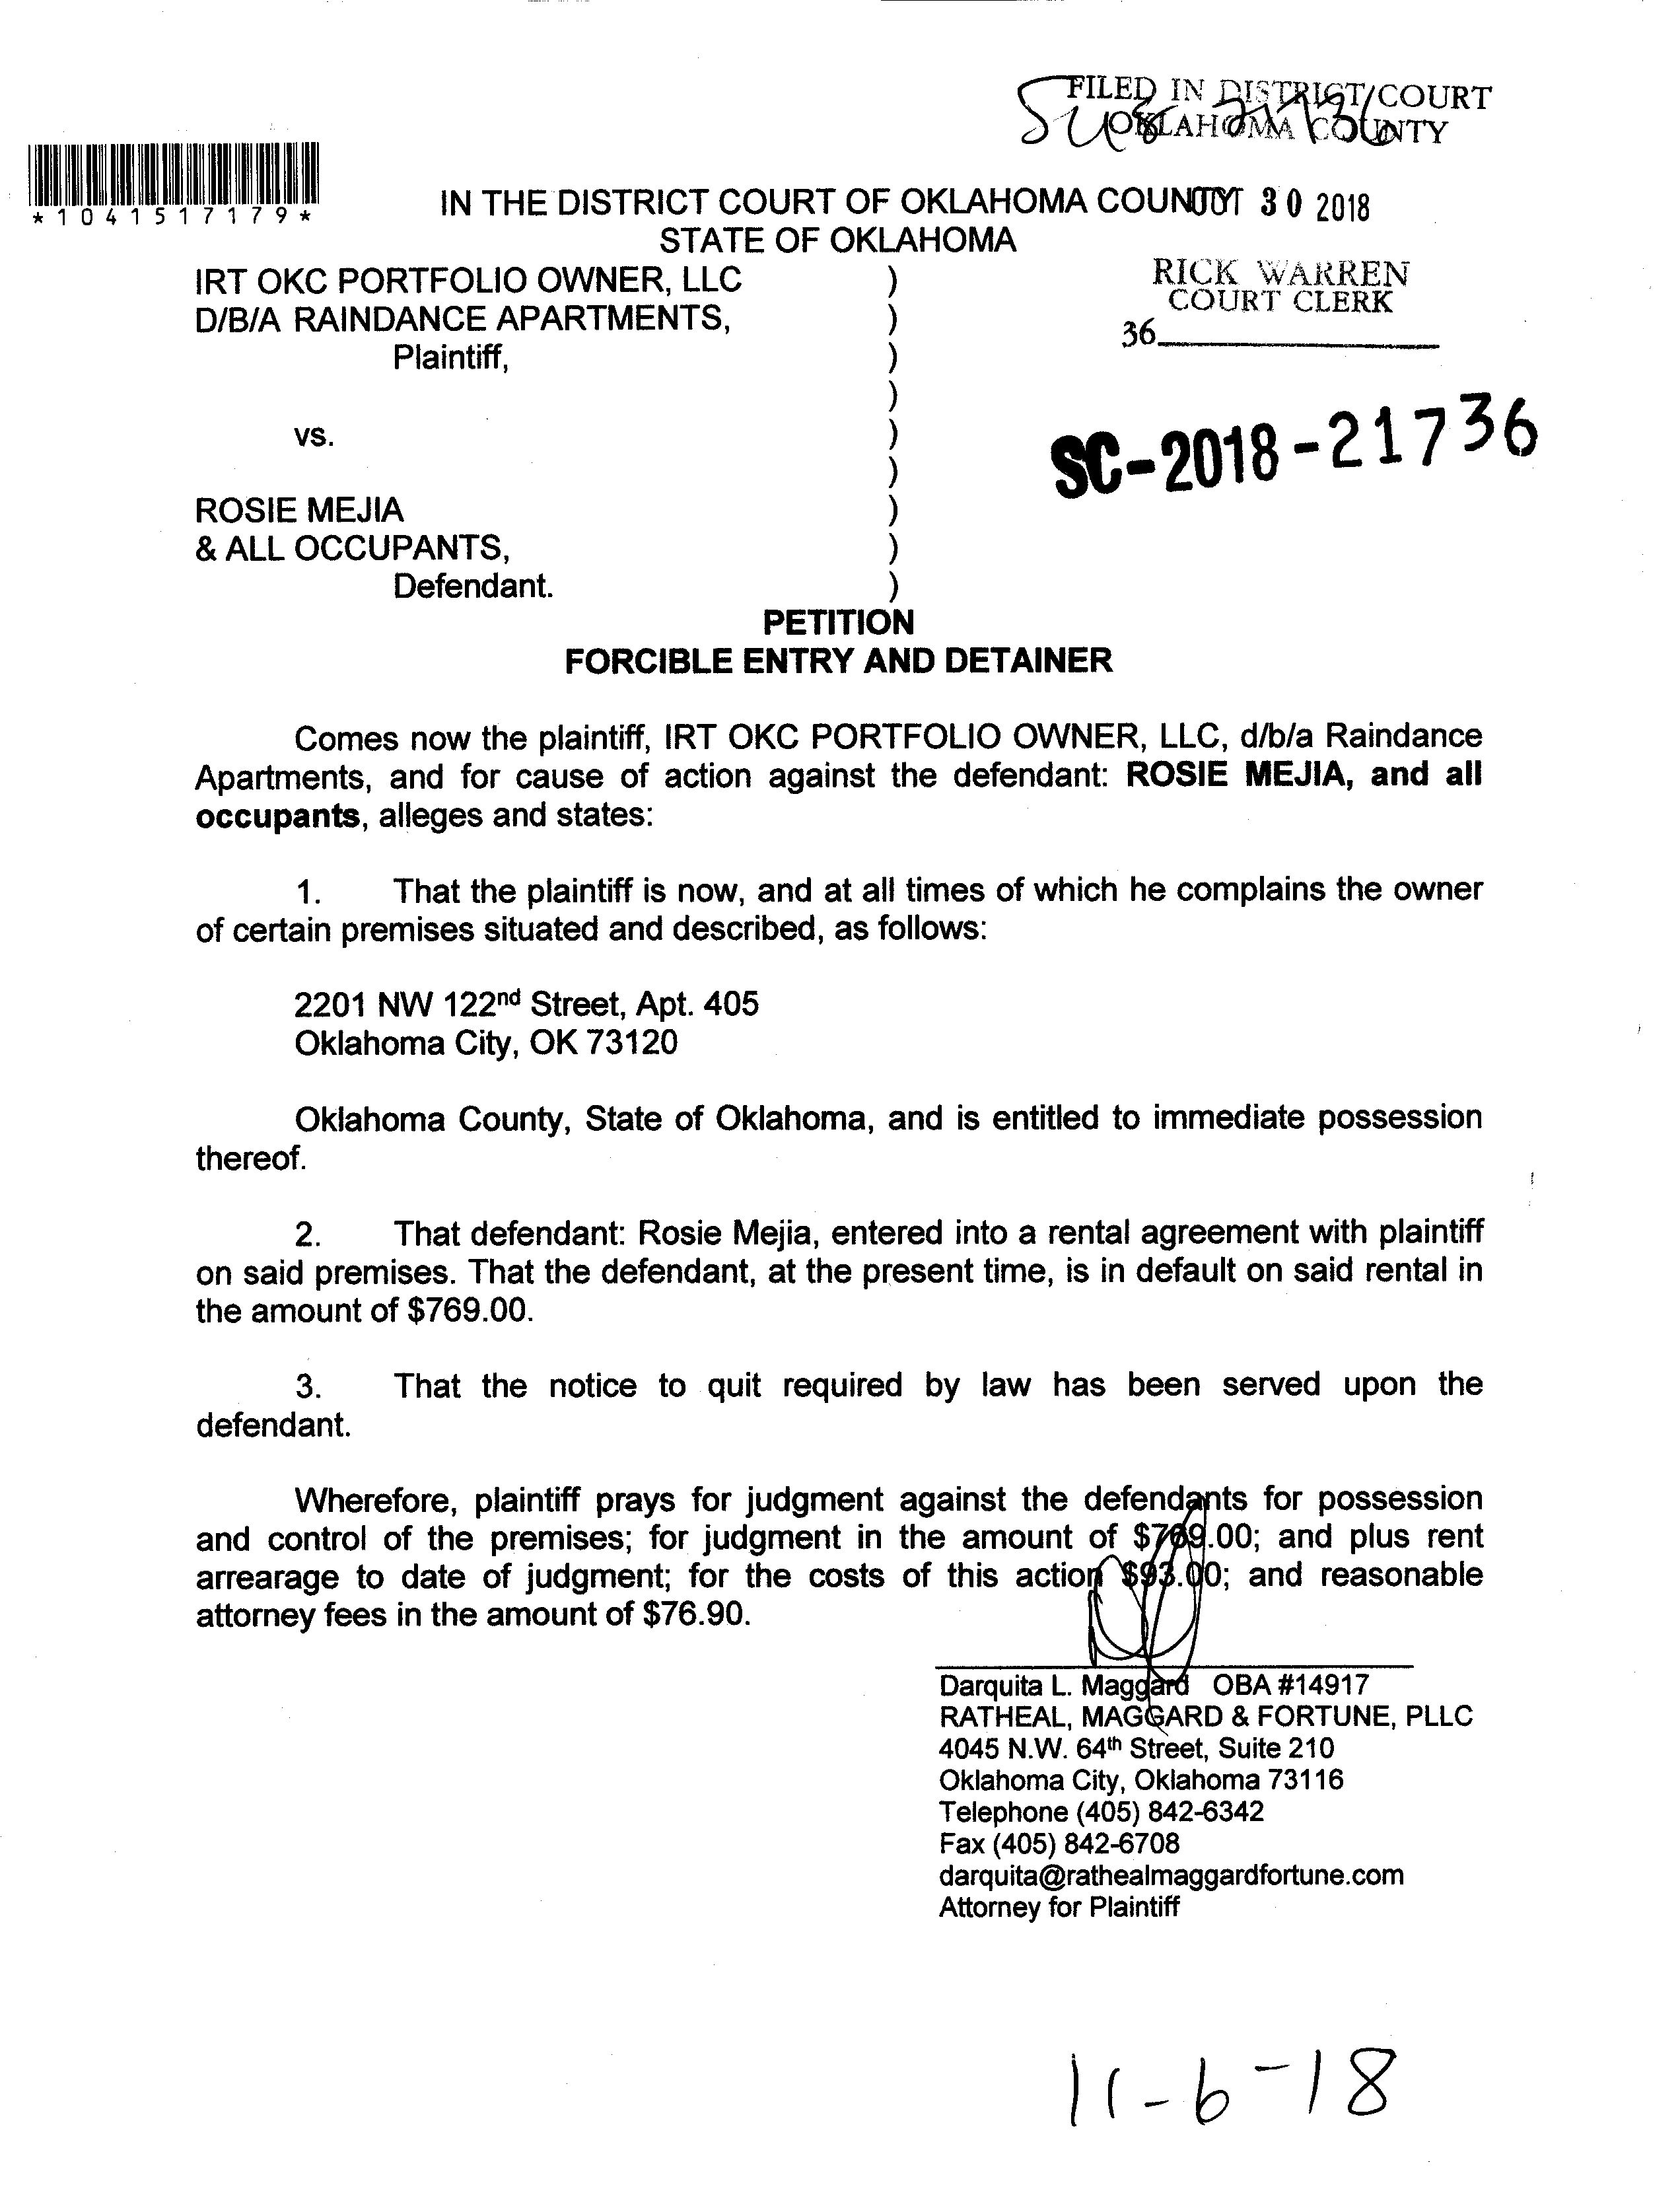 FILED IN DISTRICT COURT
OKLAHOMA COUNTY
*1041517179*
IN THE DISTRICT COURT OF OKLAHOMA COUNTY
OCT 30 2018
STATE OF OKLAHOMA
IRT OKC PORTFOLIO OWNER, LLC )
D/B/A RAINDANCE APARTMENTS, )
Plaintiff, )
)
vs. )
)
ROSIE MEJIA )
& ALL OCCUPANTS, )
Defendant. )
RICK WARREN
COURT CLERK
36
SC-2018-21736
PETITION
FORCIBLE ENTRY AND DETAINER
Comes now the plaintiff, IRT OKC PORTFOLIO OWNER, LLC, d/b/a Raindance
Apartments, and for cause of action against the defendant: ROSIE MEJIA, and all
occupants, alleges and states:
1. That the plaintiff is now, and at all times of which he complains the owner
of certain premises situated and described, as follows:
2201 NW 122nd Street, Apt. 405
Oklahoma City, OK 73120
Oklahoma County, State of Oklahoma, and is entitled to immediate possession
thereof.
2. That defendant: Rosie Mejia, entered into a rental agreement with plaintiff
on said premises. That the defendant, at the present time, is in default on said rental in
the amount of $769.00.
3. That the notice to quit required by law has been served upon the
defendant.
Wherefore, plaintiff prays for judgment against the defendants for possession
and control of the premises; for judgment in the amount of $769.00; and plus rent
arrearage to date of judgment; for the costs of this action $93.00; and reasonable
attorney fees in the amount of $76.90.
Darquita L. Maggard OBA #14917
RATHEAL, MAGGARD & FORTUNE, PLLC
4045 N.W. 64th Street, Suite 210
Oklahoma City, Oklahoma 73116
Telephone (405) 842-6342
Fax (405) 842-6708
darquita@rathealmaggardfortune.com
Attorney for Plaintiff
11-6-18